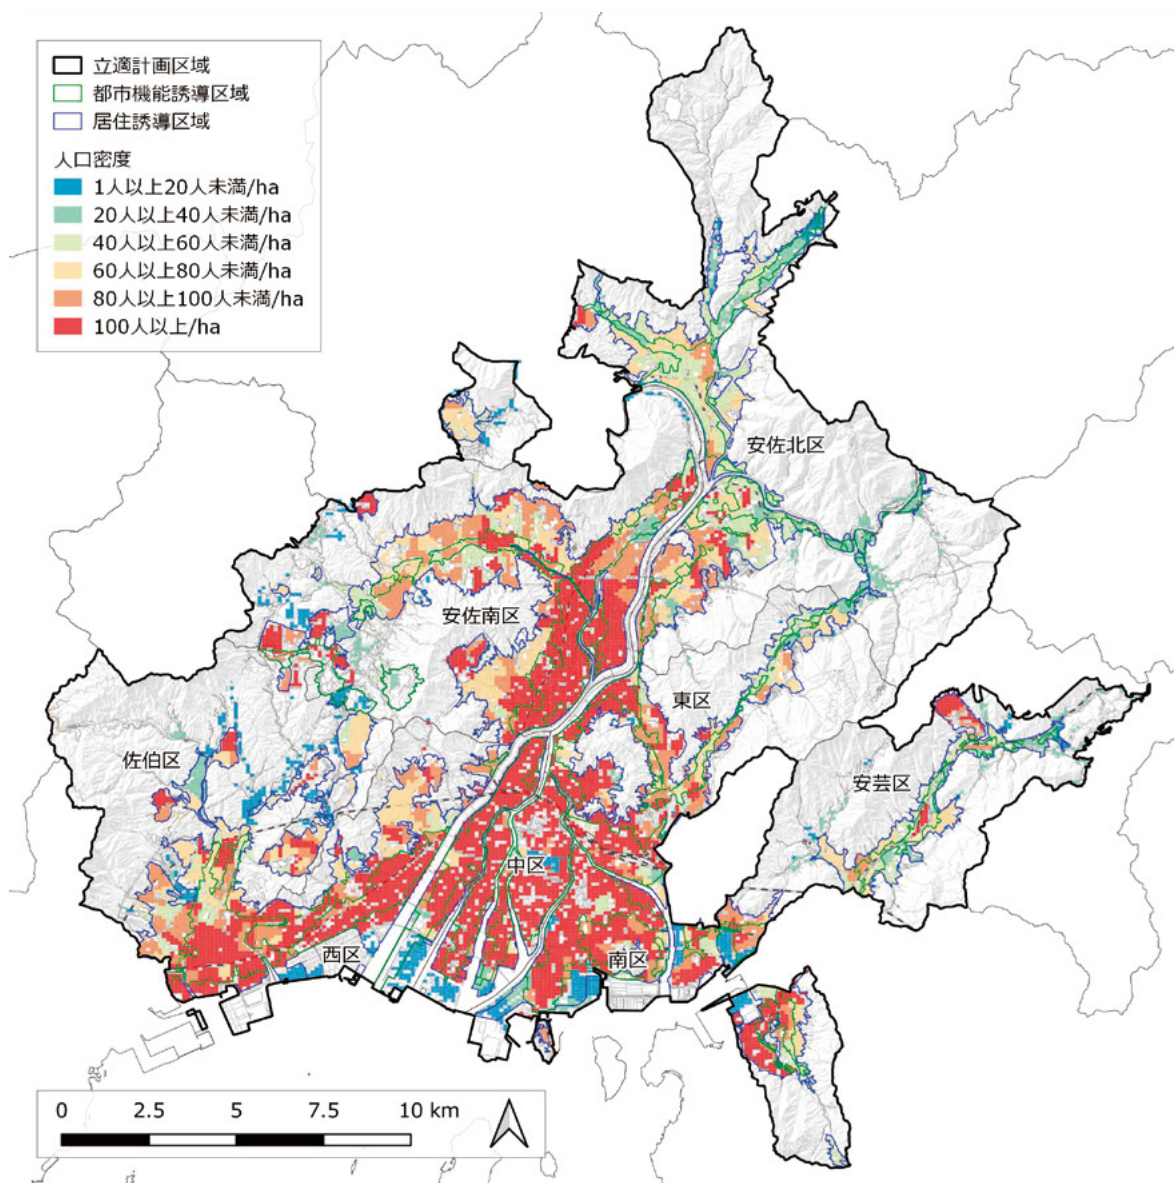 立適計画区域
都市機能誘導区域
居住誘導区域
人口密度
1人以上20人未満/ha
20人以上40人未満/ha
40人以上60人未満/ha
60人以上80人未満/ha
80人以上100人未満/ha
100人以上/ha
安佐北区
安佐南区
東区
佐伯区
安芸区
中区
西区
南区
0 2.5 5 7.5 10 km